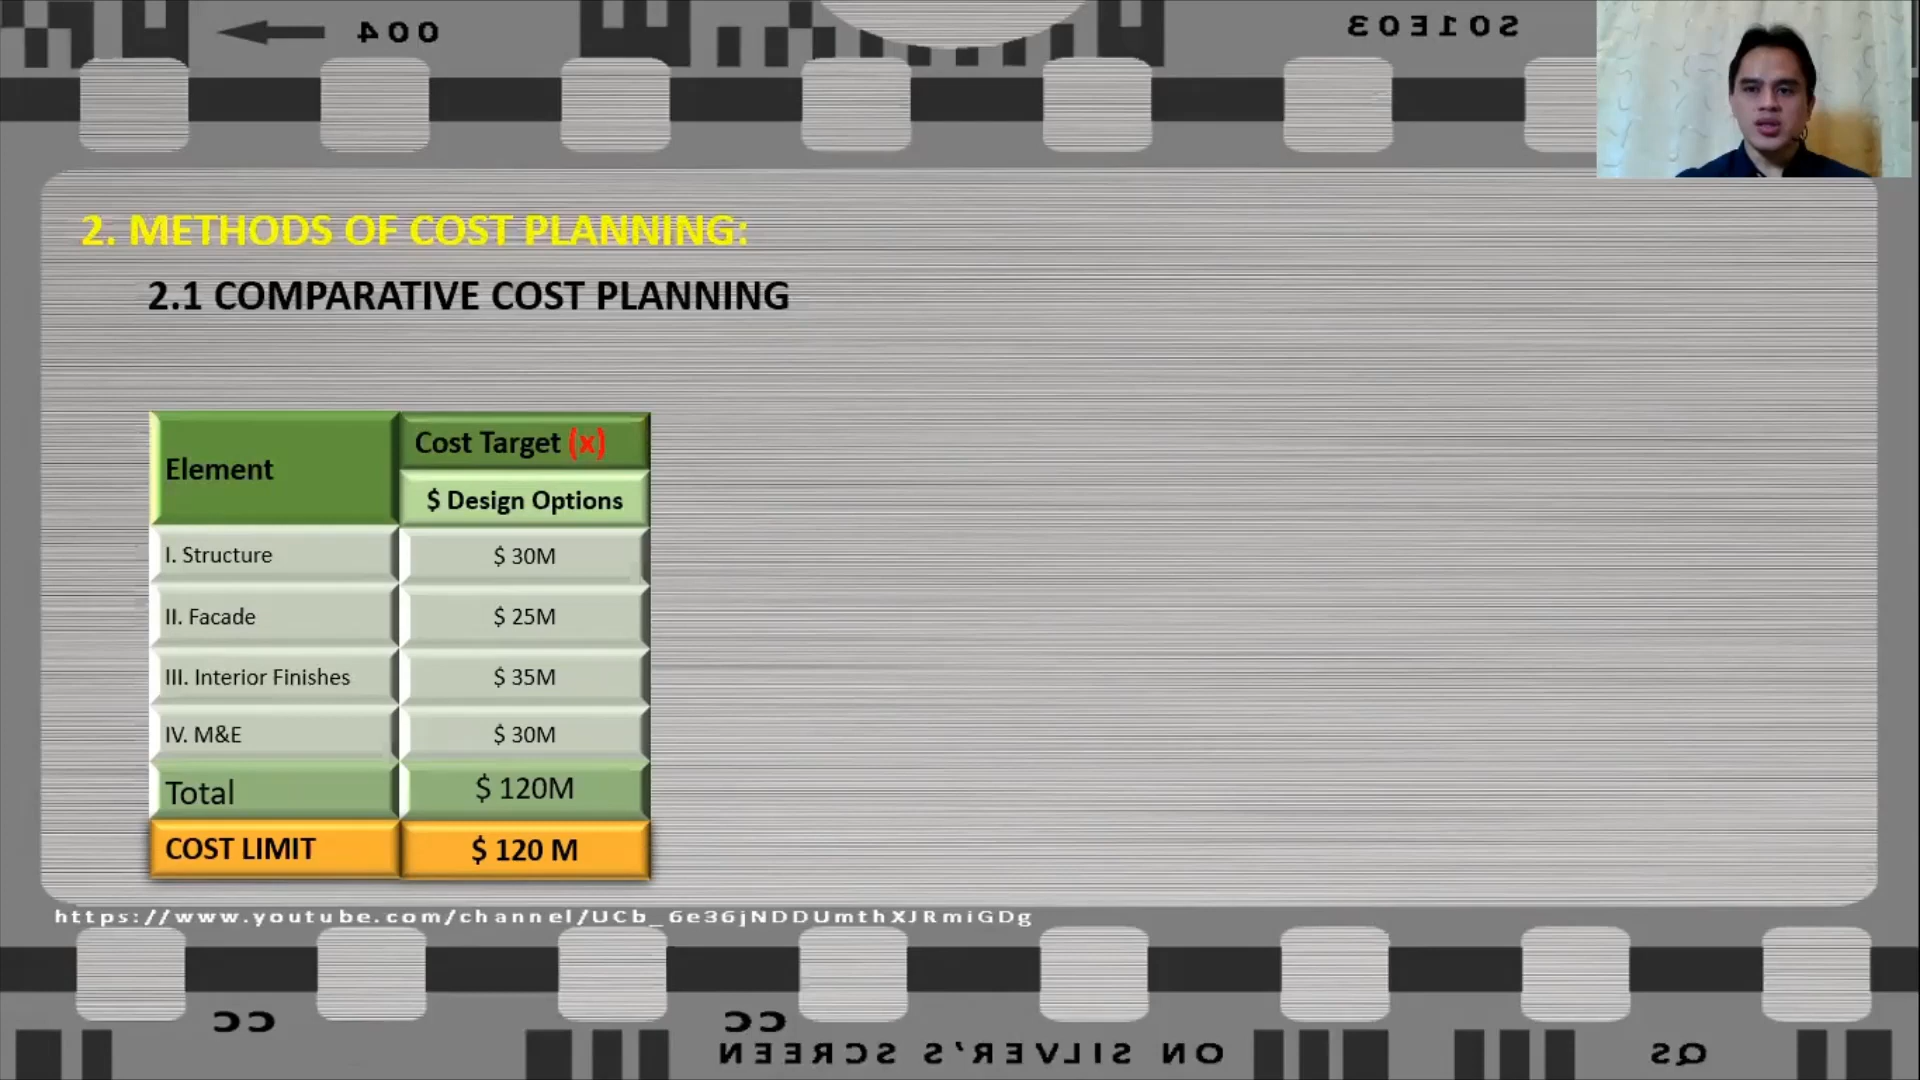 004
S01E03
2. METHODS OF COST PLANNING:
2.1 COMPARATIVE COST PLANNING
Element
Cost Target (x)
$ Design Options
I. Structure
$ 30M
II. Facade
$ 25M
III. Interior Finishes
$ 35M
IV. M&E
$ 30M
Total
$ 120M
COST LIMIT
$ 120 M
https://www.youtube.com/channel/UCb_6e36jNDDUmthXJRmiGDg
CC
CC
ON SILVER'S SCREEN
QS